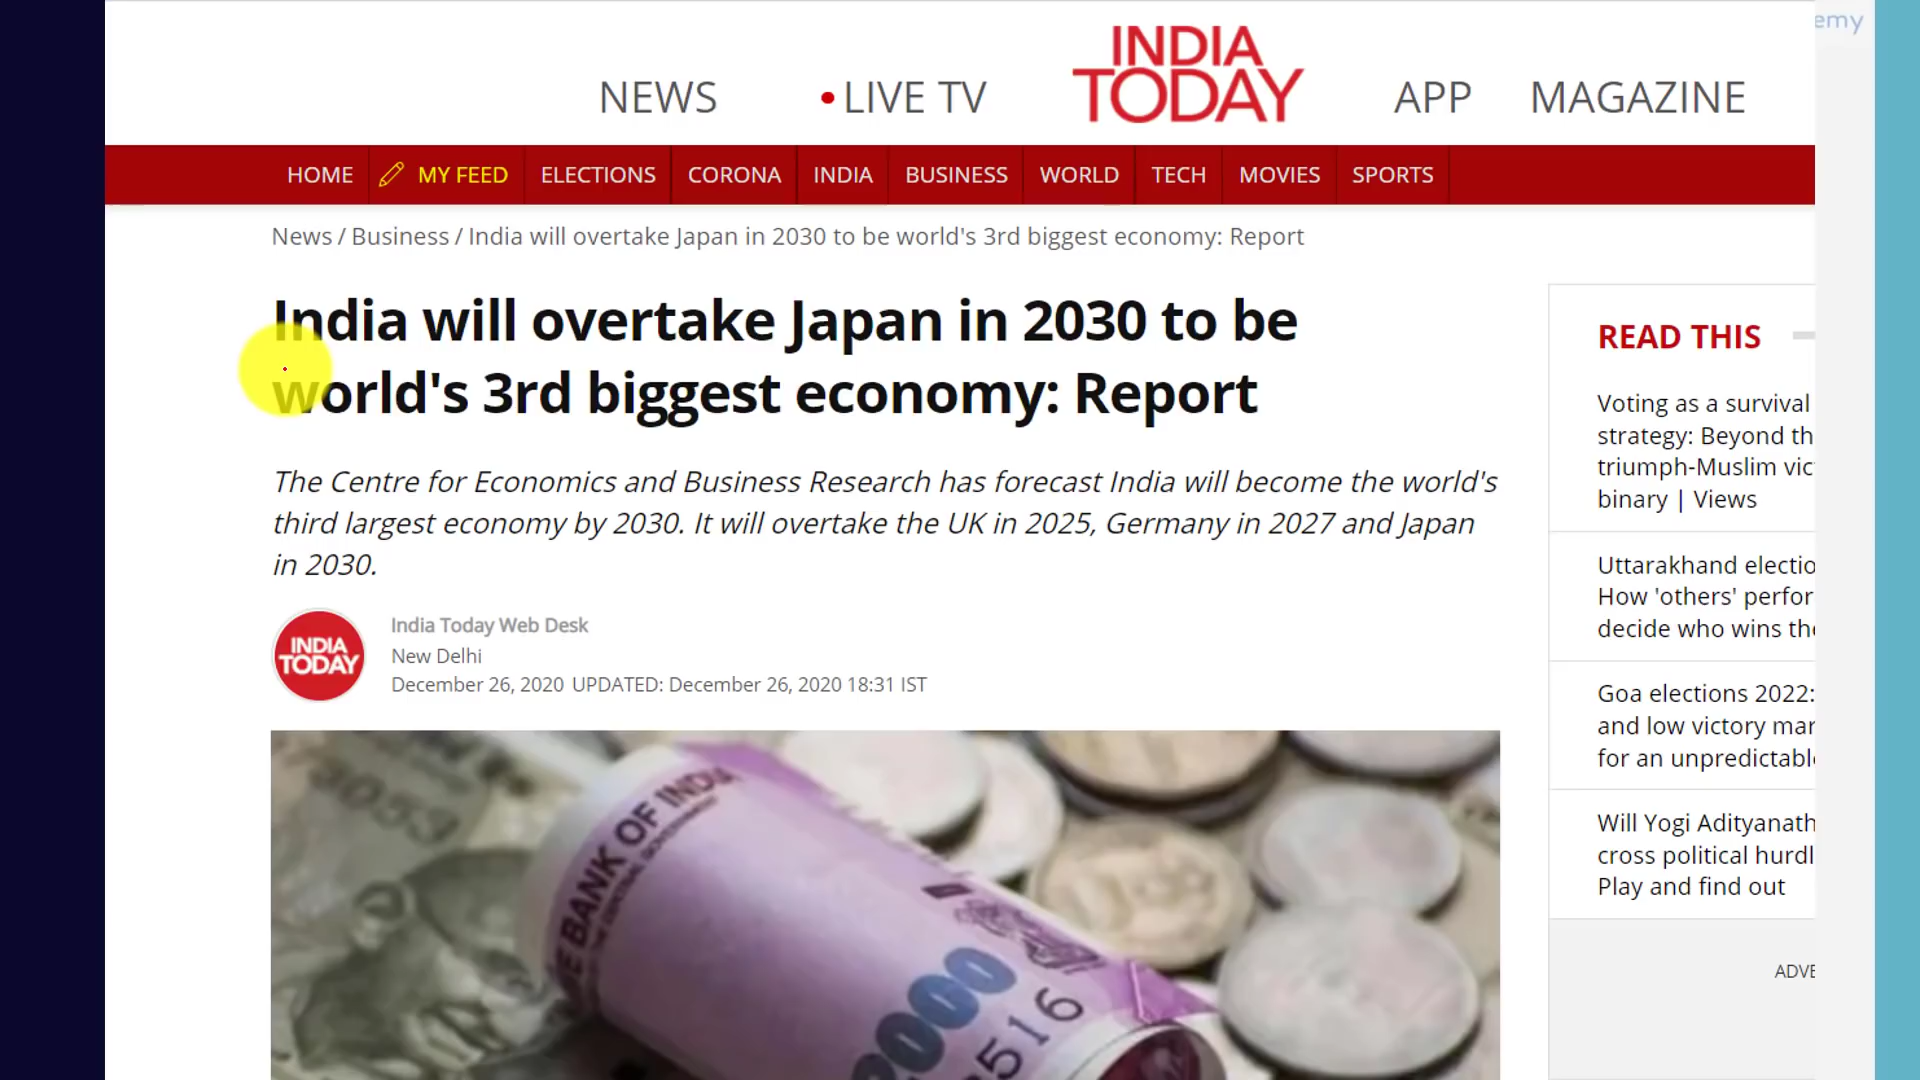 emy
INDIA
TODAY
NEWS
LIVE TV
APP
MAGAZINE
HOME
MY FEED
ELECTIONS
CORONA
INDIA
BUSINESS
WORLD
TECH
MOVIES
SPORTS
News / Business / India will overtake Japan in 2030 to be world's 3rd biggest economy: Report
India will overtake Japan in 2030 to be
world's 3rd biggest economy: Report
The Centre for Economics and Business Research has forecast India will become the world's
third largest economy by 2030. It will overtake the UK in 2025, Germany in 2027 and Japan
in 2030.
INDIA
TODAY
India Today Web Desk
New Delhi
December 26, 2020 UPDATED: December 26, 2020 18:31 IST
BANK OF INDIA
2000
516
READ THIS
Voting as a survival
strategy: Beyond th
triumph-Muslim vic
binary | Views
Uttarakhand electio
How 'others' perfor
decide who wins the
Goa elections 2022:
and low victory mar
for an unpredictable
Will Yogi Adityanath
cross political hurdl
Play and find out
ADVE